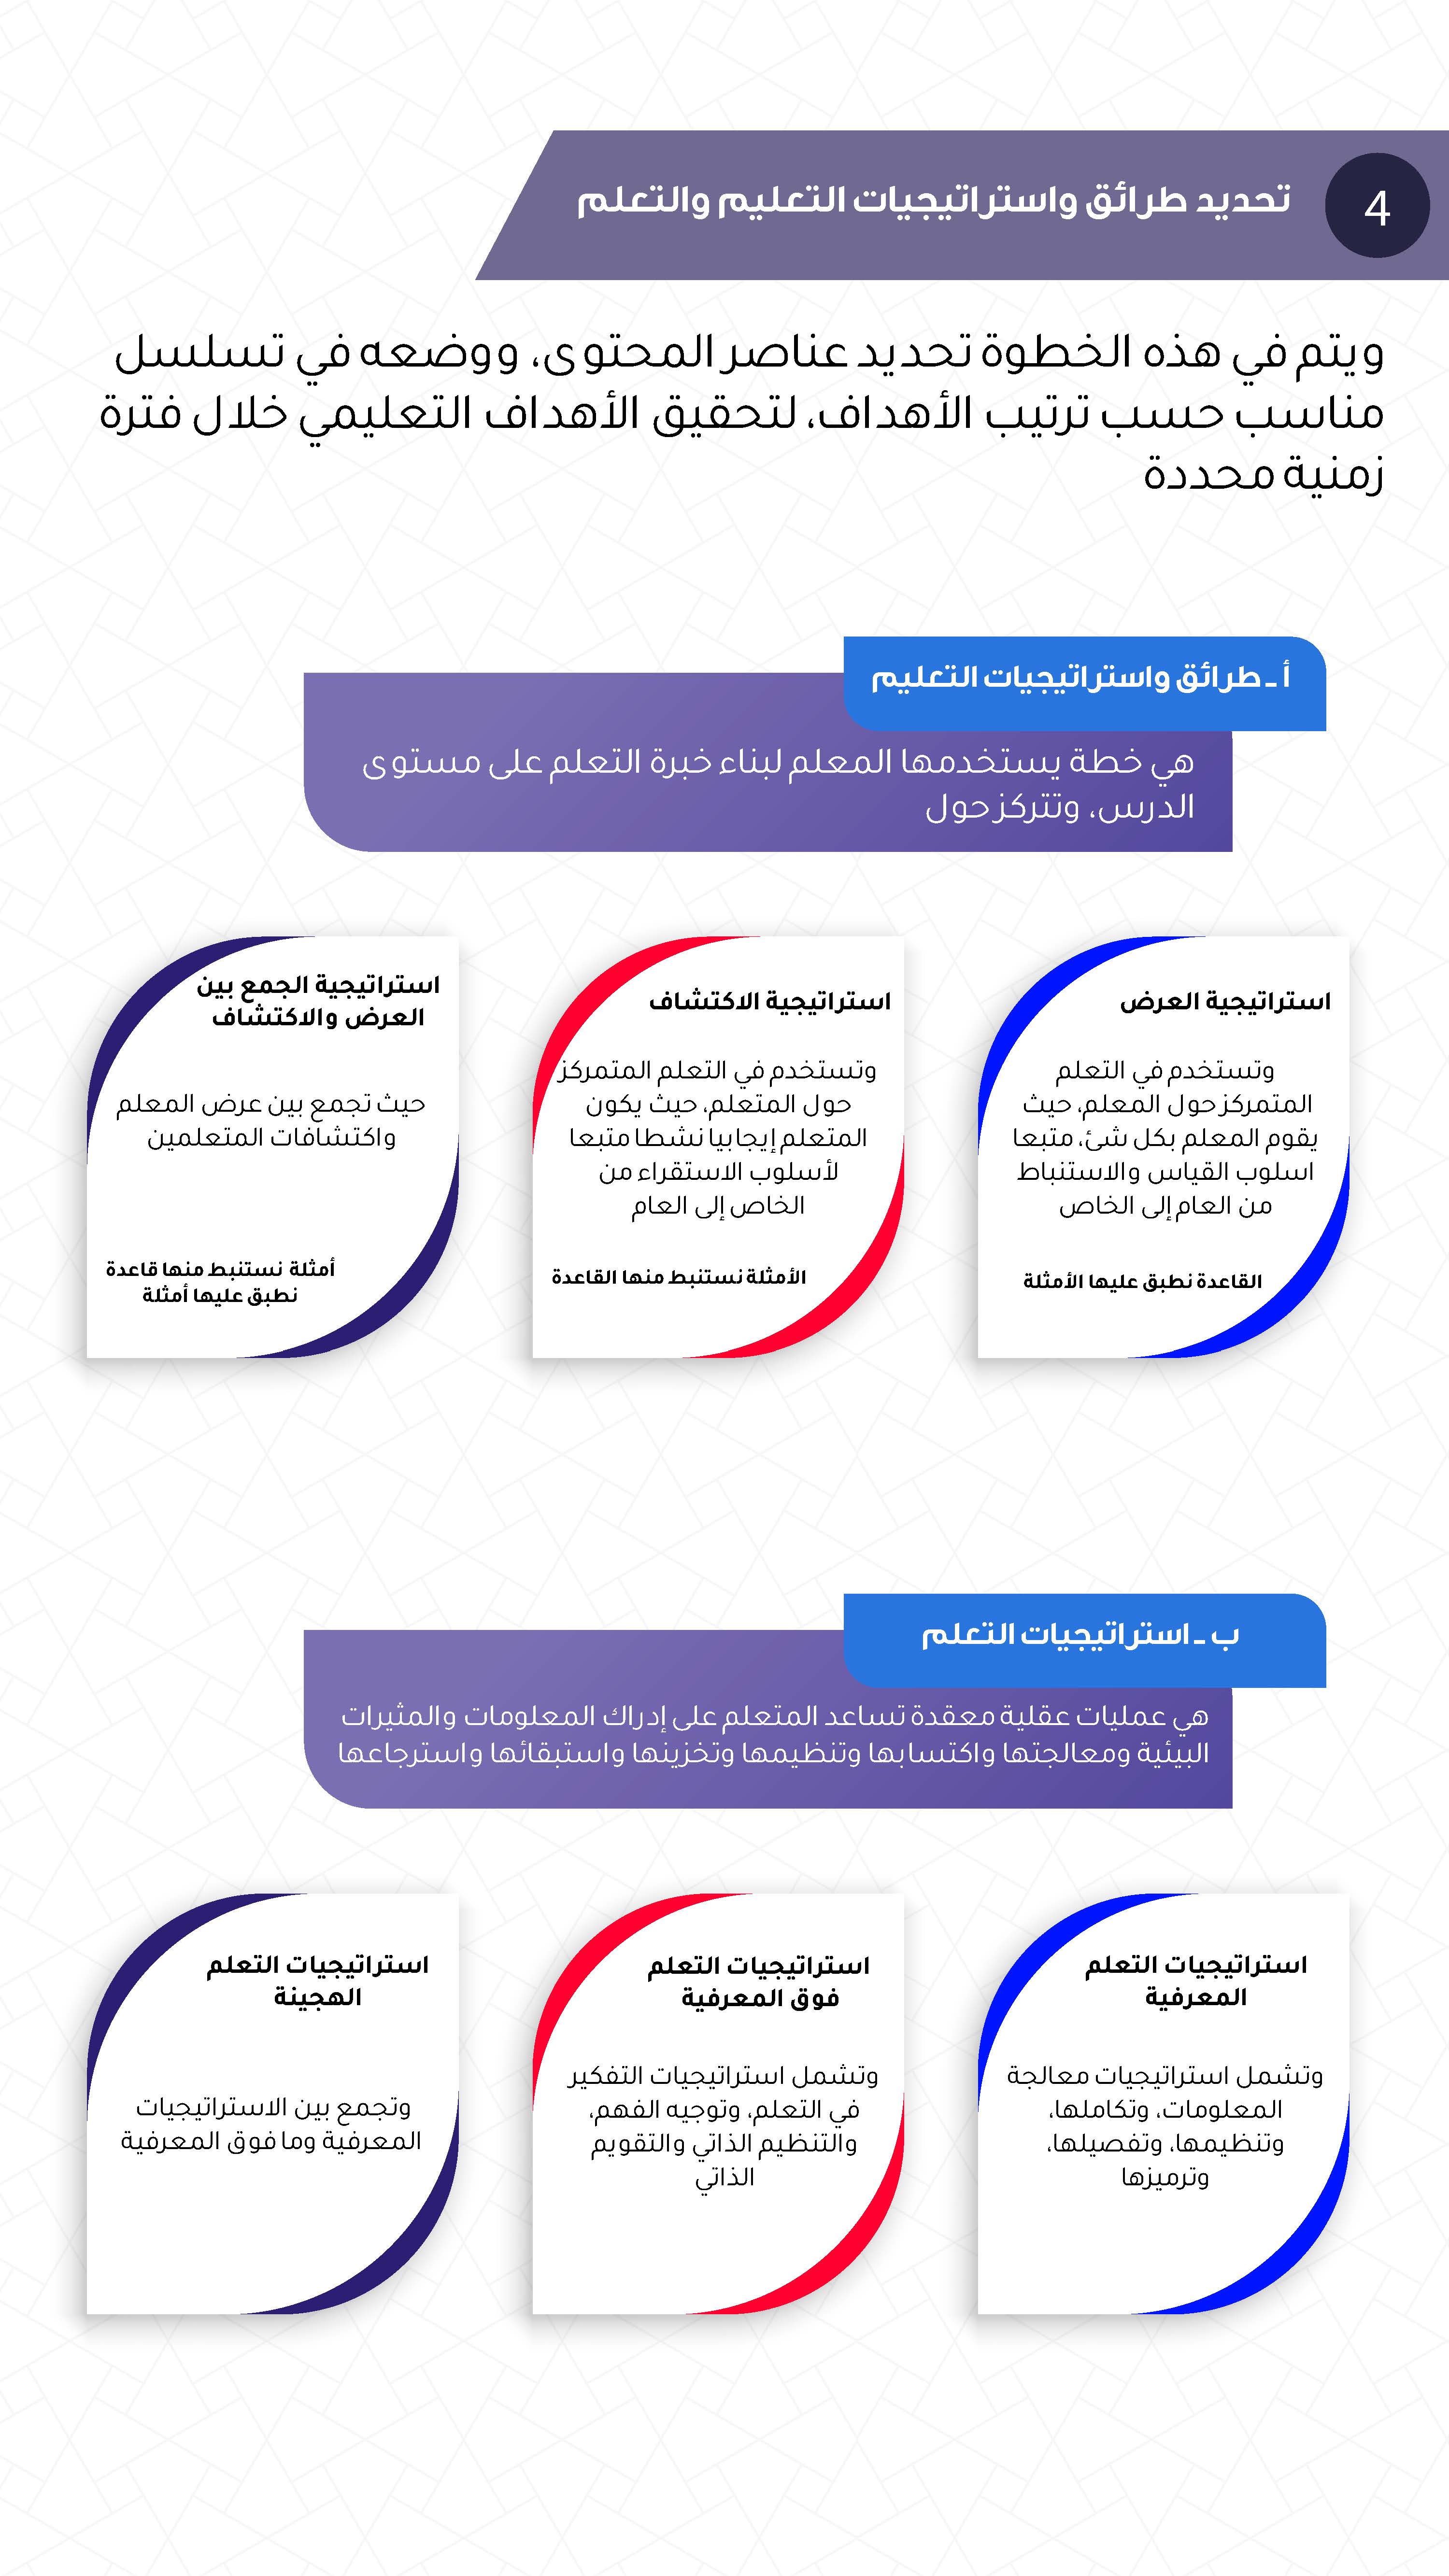 4
تحديد طرائق واستراتيجيات التعليم والتعلم
ويتم في هذه الخطوة تحديد عناصر المحتوى، ووضعه في تسلسل
مناسب حسب ترتيب الأهداف، لتحقيق الأهداف التعليمي خلال فترة
زمنية محددة
أ ـ طرائق واستراتيجيات التعليم
هي خطة يستخدمها المعلم لبناء خبرة التعلم على مستوى
الدرس، وتتركز حول
استراتيجية العرض
وتستخدم في التعلم
المتمركز حول المعلم، حيث
يقوم المعلم بكل شئ، متبعا
اسلوب القياس والاستنباط
من العام إلى الخاص
القاعدة نطبق عليها الأمثلة
استراتيجية الاكتشاف
وتستخدم في التعلم المتمركز
حول المتعلم، حيث يكون
المتعلم إيجابيا نشطا متبعا
لأسلوب الاستقراء من
الخاص إلى العام
الأمثلة نستنبط منها القاعدة
استراتيجية الجمع بين
العرض والاكتشاف
حيث تجمع بين عرض المعلم
واكتشافات المتعلمين
أمثلة نستنبط منها قاعدة
نطبق عليها أمثلة
ب ـ استراتيجيات التعلم
هي عمليات عقلية معقدة تساعد المتعلم على إدراك المعلومات والمثيرات
البيئية ومعالجتها واكتسابها وتنظيمها وتخزينها واستبقائها واسترجاعها
استراتيجيات التعلم
المعرفية
وتشمل استراتيجيات معالجة
المعلومات، وتكاملها،
وتنظيمها، وتفصيلها،
وترميزها
استراتيجيات التعلم
فوق المعرفية
وتشمل استراتيجيات التفكير
في التعلم، وتوجيه الفهم،
والتنظيم الذاتي والتقويم
الذاتي
استراتيجيات التعلم
الهجينة
وتجمع بين الاستراتيجيات
المعرفية وما فوق المعرفية